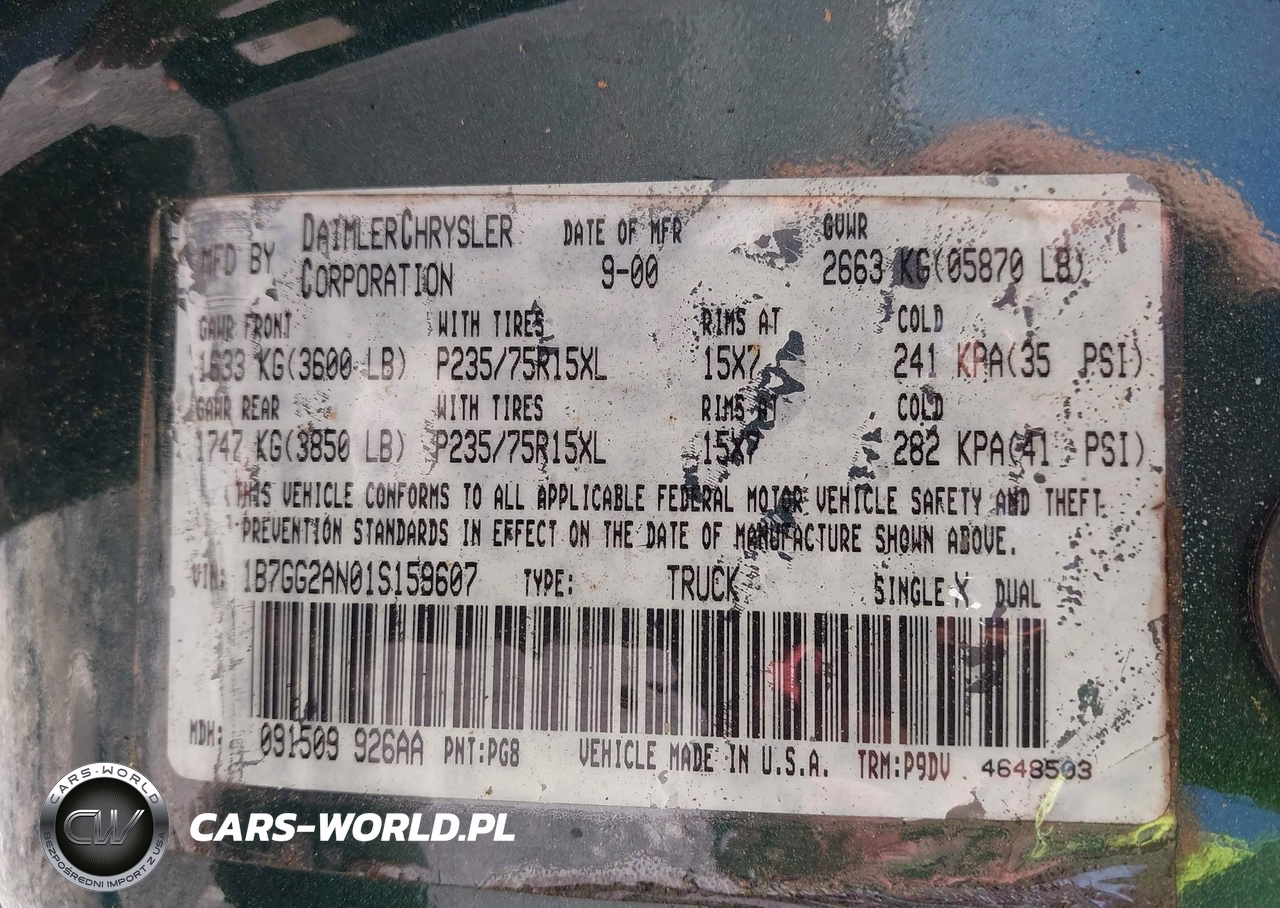 MFD BY DAIMLERCHRYSLER CORPORATION DATE OF MFR 9-00 GVWR 2663 KG(05870 LB)
GAWR FRONT WITH TIRES RIMS AT COLD
1633 KG(3600 LB) P235/75R15XL 15X7 241 KPA(35 PSI)
GAWR REAR WITH TIRES RIMS AT COLD
1747 KG(3850 LB) P235/75R15XL 15X7 282 KPA(41 PSI)
THIS VEHICLE CONFORMS TO ALL APPLICABLE FEDERAL MOTOR VEHICLE SAFETY AND THEFT
PREVENTION STANDARDS IN EFFECT ON THE DATE OF MANUFACTURE SHOWN ABOVE.
VIN: 1B7GG2AN01S159607 TYPE: TRUCK SINGLE X DUAL
MDH: 091509 926AA PNT:PG8 VEHICLE MADE IN U.S.A. TRM:P9DV 4648503
CARS-WORLD
CW
BEZPOŚREDNI IMPORT Z USA
CARS-WORLD.PL